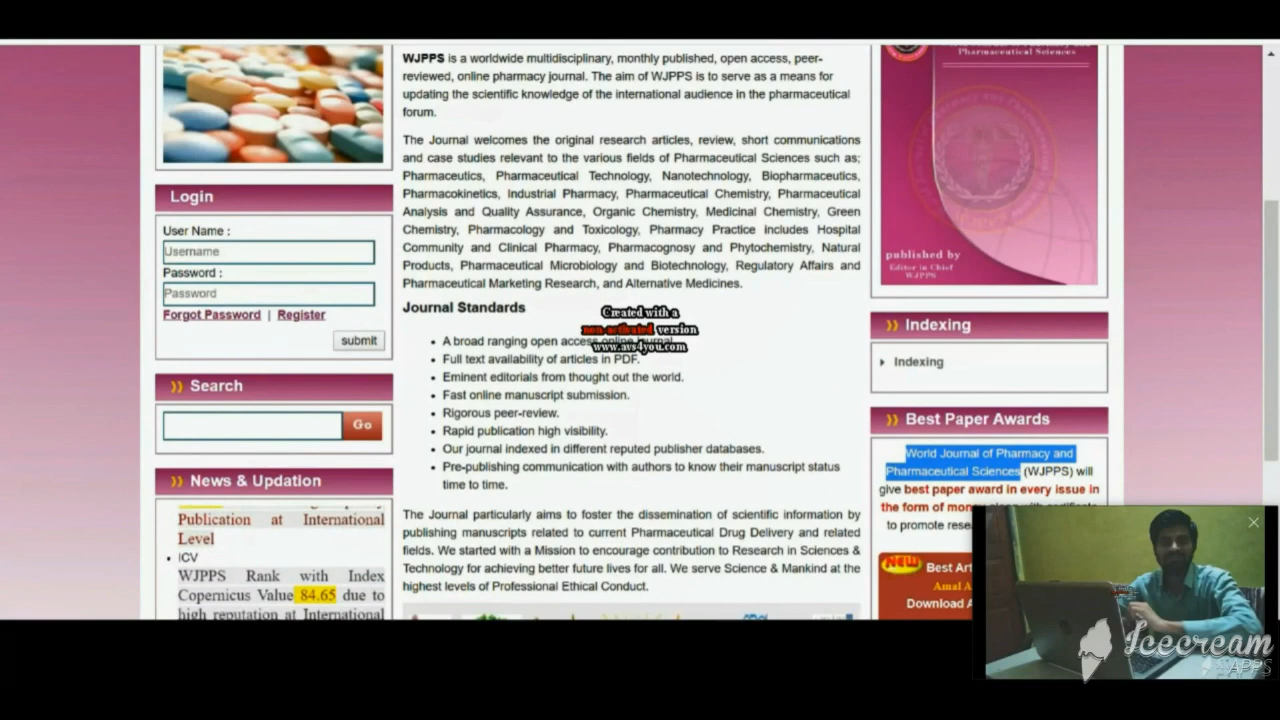 Login
User Name :
Username
Password :
Password
Forgot Password | Register
submit
Search
Go
News & Updation
Publication at International
Level
ICV
WJPPS Rank with Index
Copernicus Value 84.65 due to
high reputation at International
WJPPS is a worldwide multidisciplinary, monthly published, open access, peer-
reviewed, online pharmacy journal. The aim of WJPPS is to serve as a means for
updating the scientific knowledge of the international audience in the pharmaceutical
forum.
The Journal welcomes the original research articles, review, short communications
and case studies relevant to the various fields of Pharmaceutical Sciences such as;
Pharmaceutics, Pharmaceutical Technology, Nanotechnology, Biopharmaceutics,
Pharmacokinetics, Industrial Pharmacy, Pharmaceutical Chemistry, Pharmaceutical
Analysis and Quality Assurance, Organic Chemistry, Medicinal Chemistry, Green
Chemistry, Pharmacology and Toxicology, Pharmacy Practice includes Hospital
Community and Clinical Pharmacy, Pharmacognosy and Phytochemistry, Natural
Products, Pharmaceutical Microbiology and Biotechnology, Regulatory Affairs and
Pharmaceutical Marketing Research, and Alternative Medicines.
Journal Standards
A broad ranging open access online journal.
Full text availability of articles in PDF.
Eminent editorials from thought out the world.
Fast online manuscript submission.
Rigorous peer-review.
Rapid publication high visibility.
Our journal indexed in different reputed publisher databases.
Pre-publishing communication with authors to know their manuscript status
time to time.
The Journal particularly aims to foster the dissemination of scientific information by
publishing manuscripts related to current Pharmaceutical Drug Delivery and related
fields. We started with a Mission to encourage contribution to Research in Sciences &
Technology for achieving better future lives for all. We serve Science & Mankind at the
highest levels of Professional Ethical Conduct.
Created with a
non-activated version
www.avs4you.com
Pharmaceutical Sciences
published by
Editor in Chief
WJPPS
Indexing
Indexing
Best Paper Awards
World Journal of Pharmacy and
Pharmaceutical Sciences (WJPPS) will
give best paper award in every issue in
the form of money along with certificate
to promote
NEW
Best
Amal
Download
Icecream
APPS